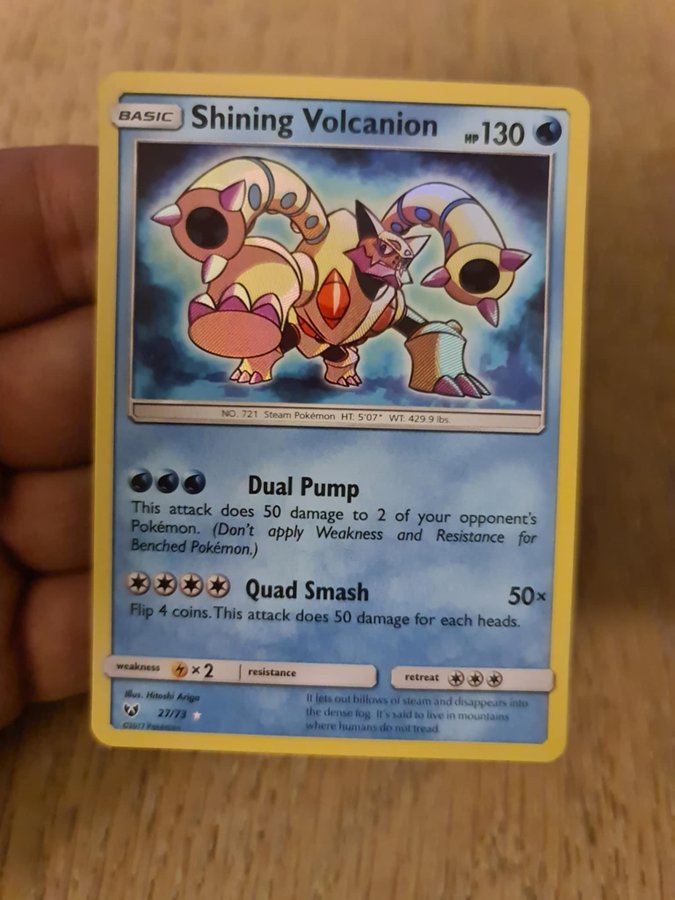 BASIC Shining Volcanion HP 130
NO. 721 Steam Pokémon HT: 5'07" WT: 429.9 lbs.
Dual Pump
This attack does 50 damage to 2 of your opponent's
Pokémon. (Don't apply Weakness and Resistance for
Benched Pokémon.)
Quad Smash 50×
Flip 4 coins. This attack does 50 damage for each heads.
weakness ×2 resistance retreat
Illus. Hitoshi Ariga
27/73
©2017 Pokémon
It lets out billows of steam and disappears into
the dense fog. It's said to live in mountains
where humans do not tread.